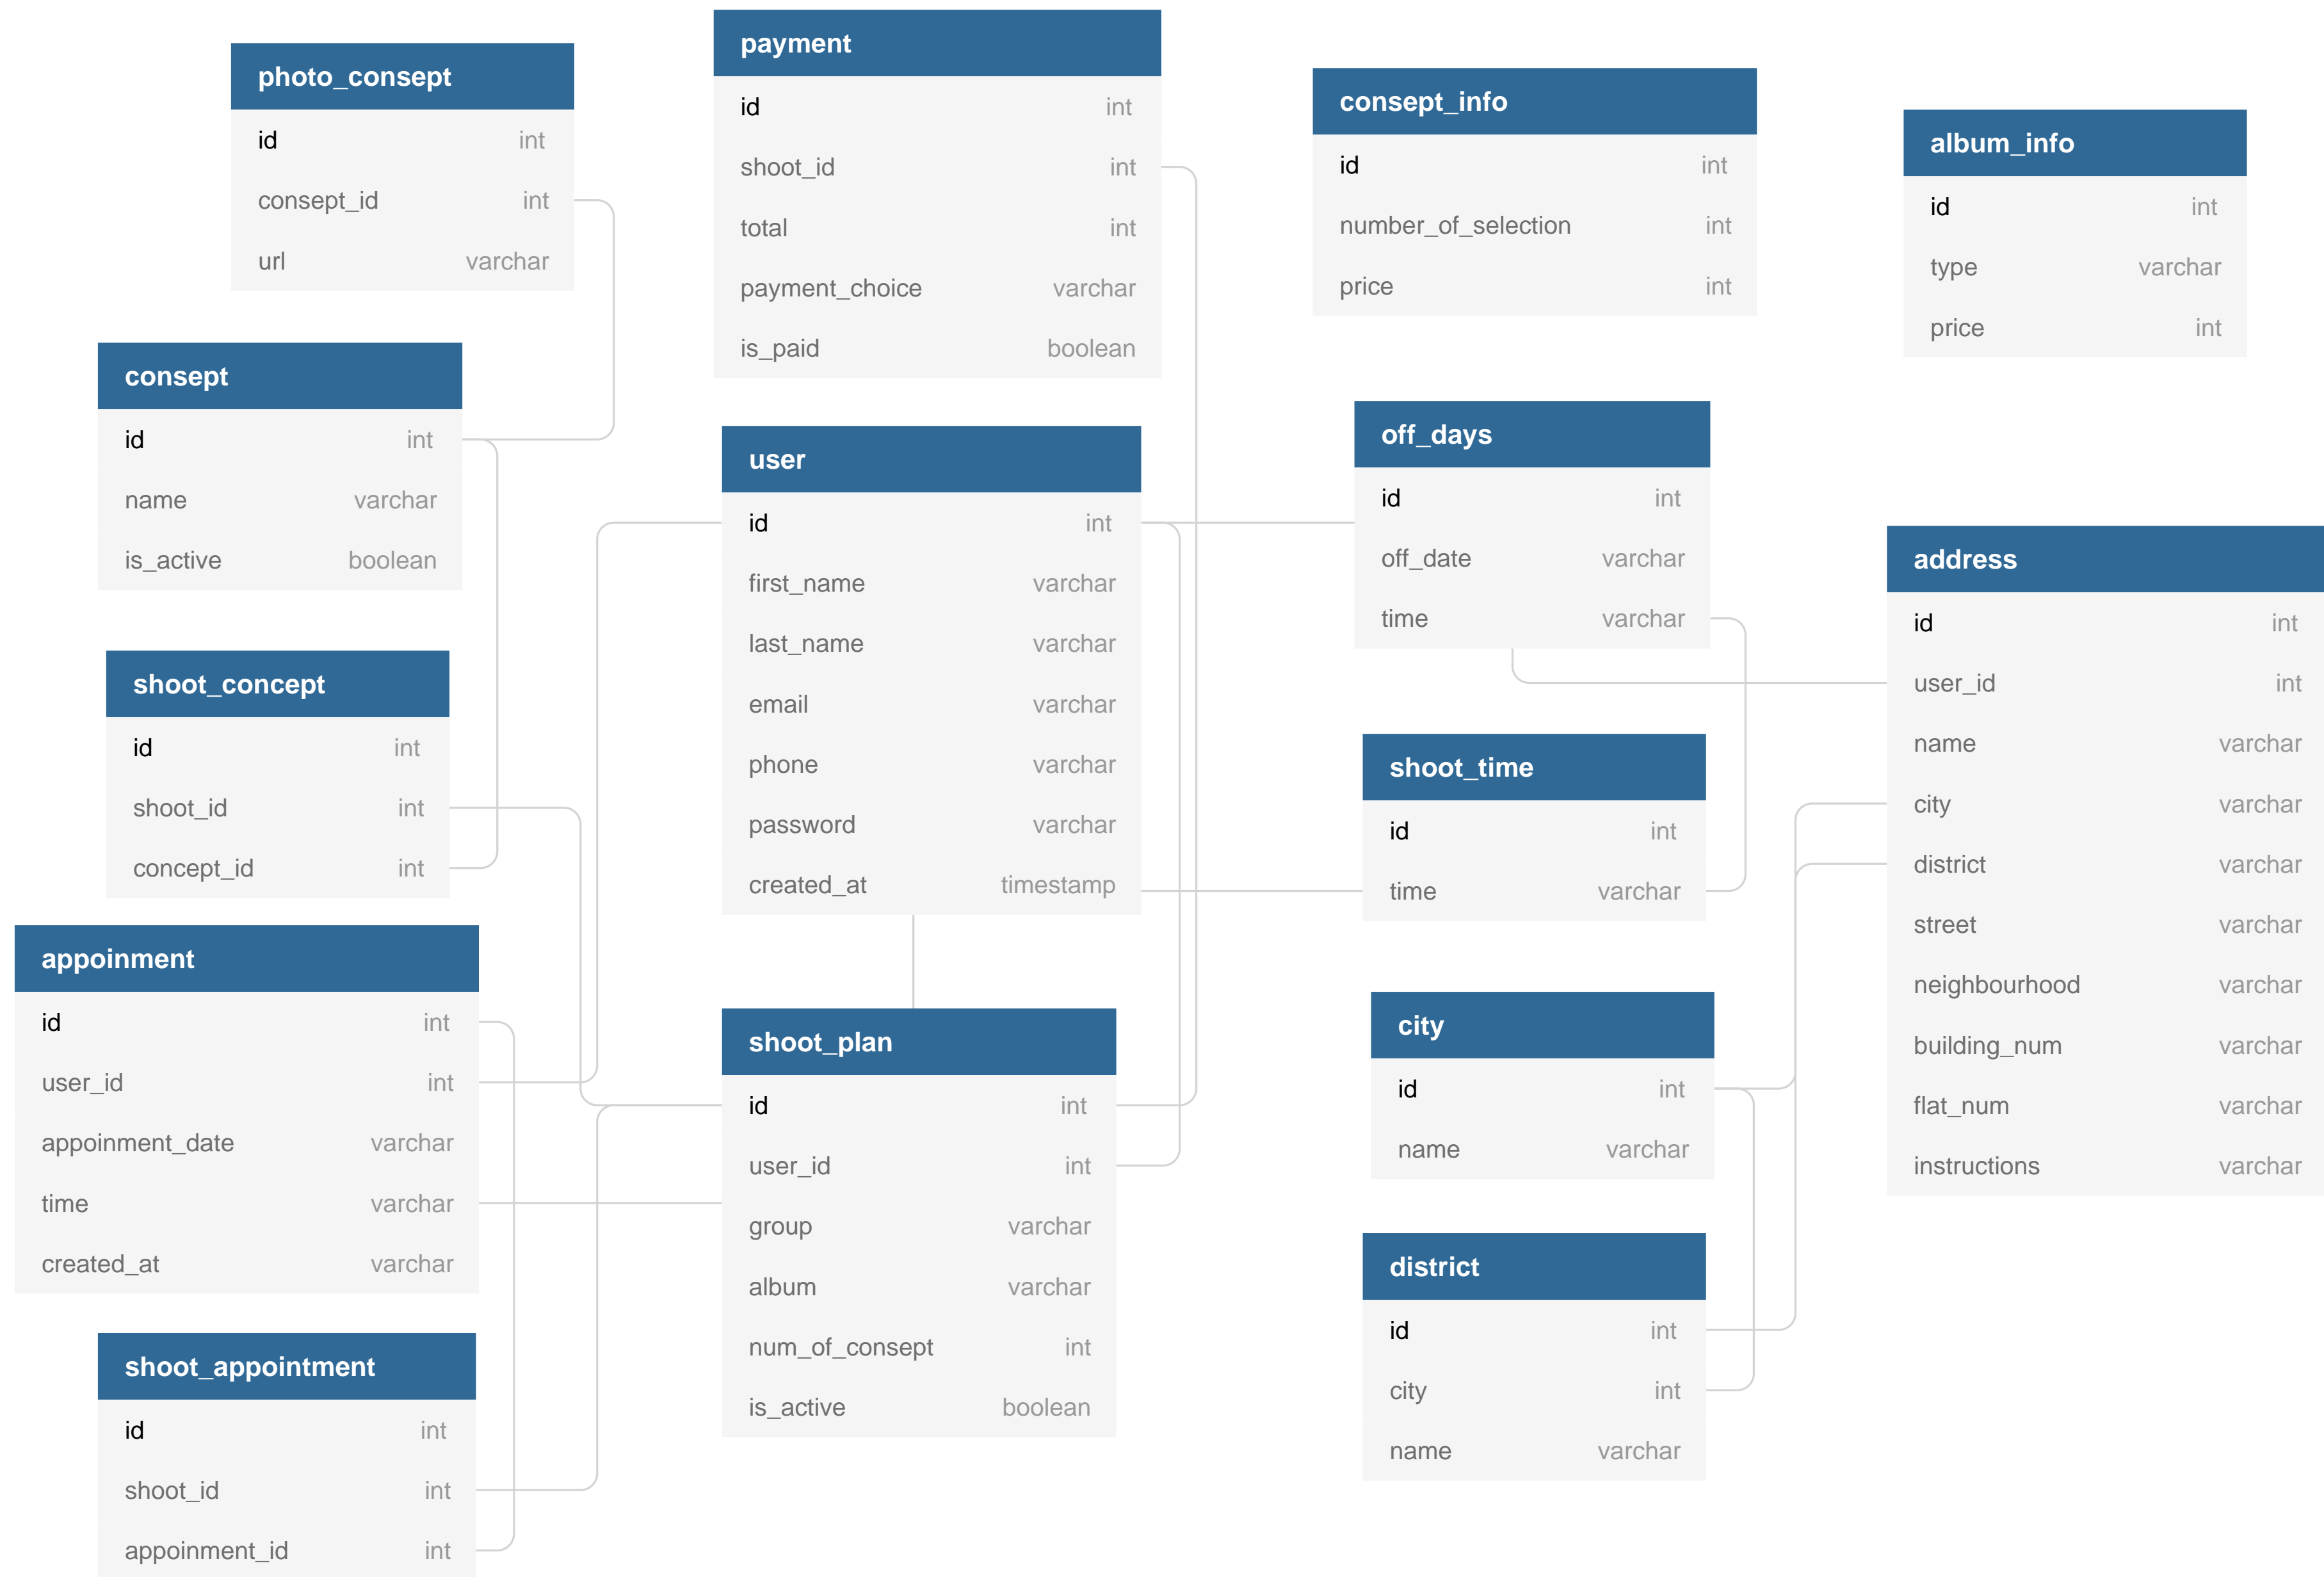 photo_consept
id int
consept_id int
url varchar
consept
id int
name varchar
is_active boolean
shoot_concept
id int
shoot_id int
concept_id int
appoinment
id int
user_id int
appoinment_date varchar
time varchar
created_at varchar
shoot_appointment
id int
shoot_id int
appoinment_id int
payment
id int
shoot_id int
total int
payment_choice varchar
is_paid boolean
user
id int
first_name varchar
last_name varchar
email varchar
phone varchar
password varchar
created_at timestamp
shoot_plan
id int
user_id int
group varchar
album varchar
num_of_consept int
is_active boolean
consept_info
id int
number_of_selection int
price int
off_days
id int
off_date varchar
time varchar
shoot_time
id int
time varchar
city
id int
name varchar
district
id int
city int
name varchar
album_info
id int
type varchar
price int
address
id int
user_id int
name varchar
city varchar
district varchar
street varchar
neighbourhood varchar
building_num varchar
flat_num varchar
instructions varchar